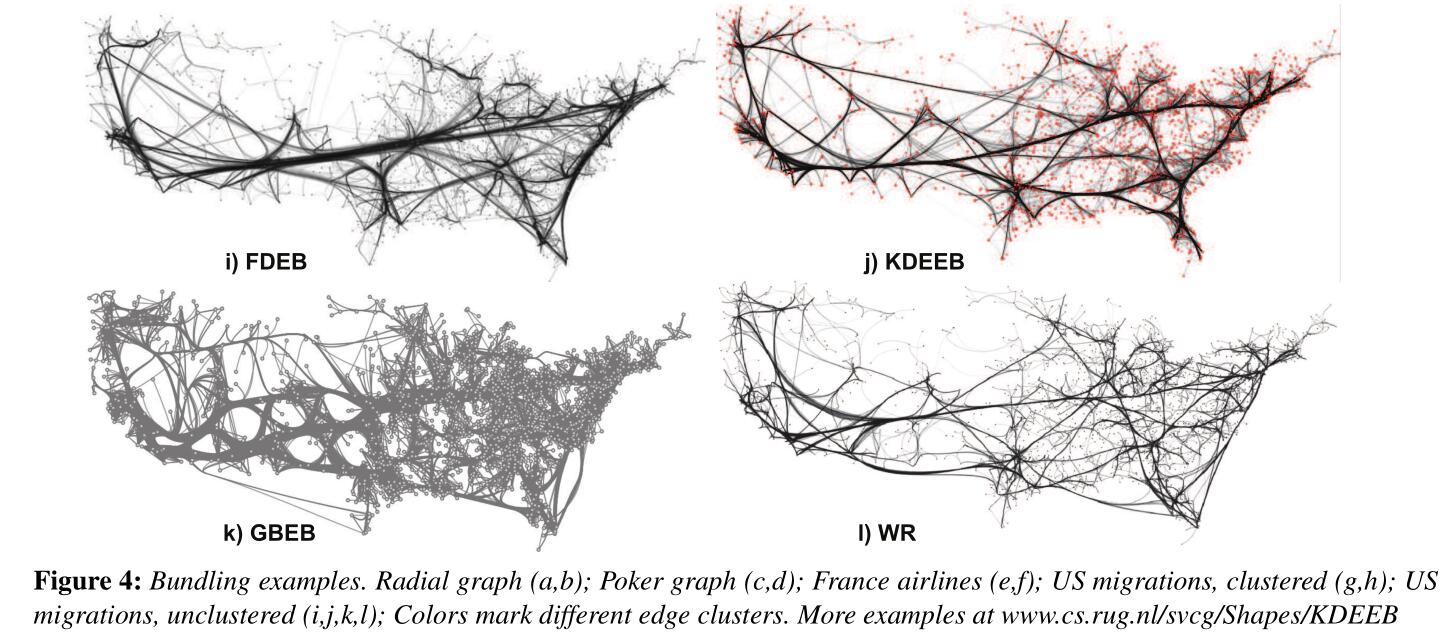 i) FDEB
j) KDEEB
k) GBEB
l) WR
Figure 4: Bundling examples. Radial graph (a,b); Poker graph (c,d); France airlines (e,f); US migrations, clustered (g,h); US
migrations, unclustered (i,j,k,l); Colors mark different edge clusters. More examples at www.cs.rug.nl/svcg/Shapes/KDEEB